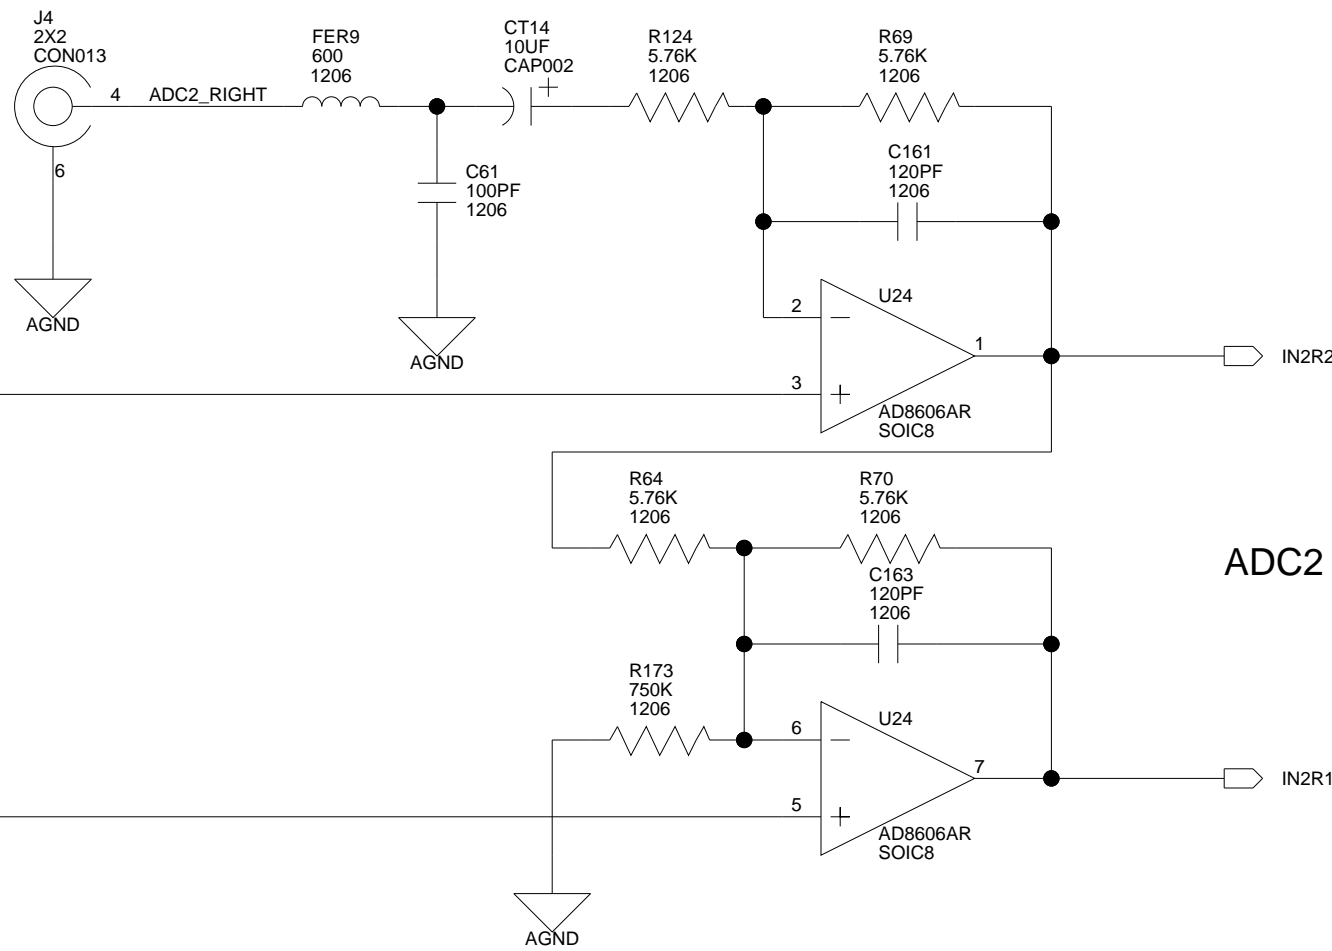 J4
2X2
CON013
4
ADC2_RIGHT
6
AGND
FER9
600
1206
C61
100PF
1206
AGND
CT14
10UF
CAP002
+
R124
5.76K
1206
R69
5.76K
1206
C161
120PF
1206
U24
2
−
3
+
1
AD8606AR
SOIC8
IN2R2
R64
5.76K
1206
R70
5.76K
1206
C163
120PF
1206
ADC2
R173
750K
1206
U24
6
−
5
+
7
AD8606AR
SOIC8
IN2R1
AGND